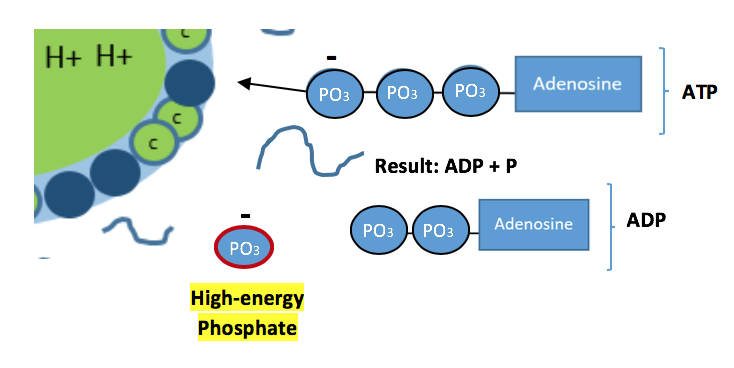 C
H+ H+
-
PO3 PO3 PO3 Adenosine
ATP
C
C
Result: ADP + P
-
PO3
PO3 PO3 Adenosine
ADP
High-energy
Phosphate